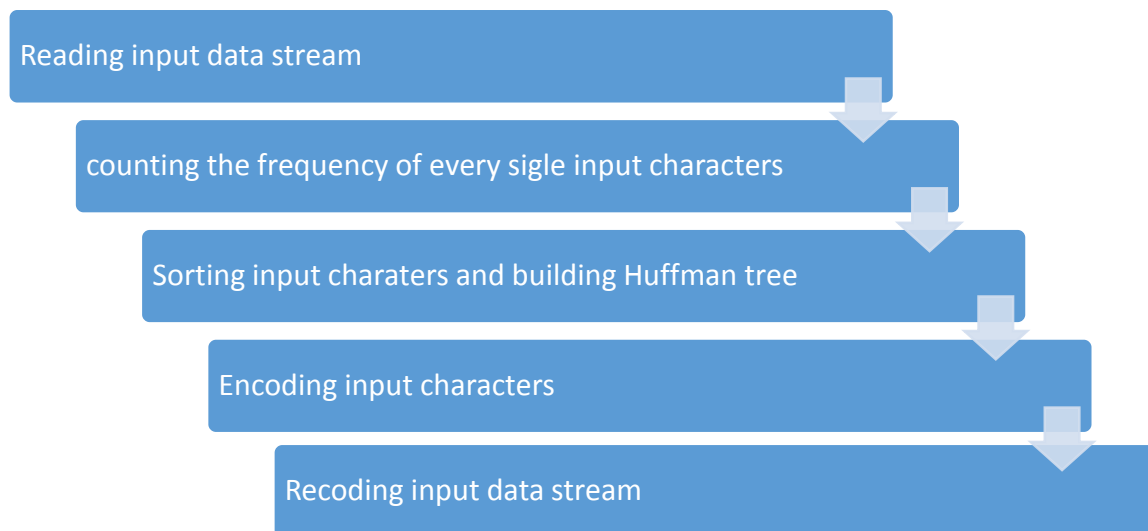 Reading input data stream
counting the frequency of every sigle input characters
Sorting input charaters and building Huffman tree
Encoding input characters
Recoding input data stream